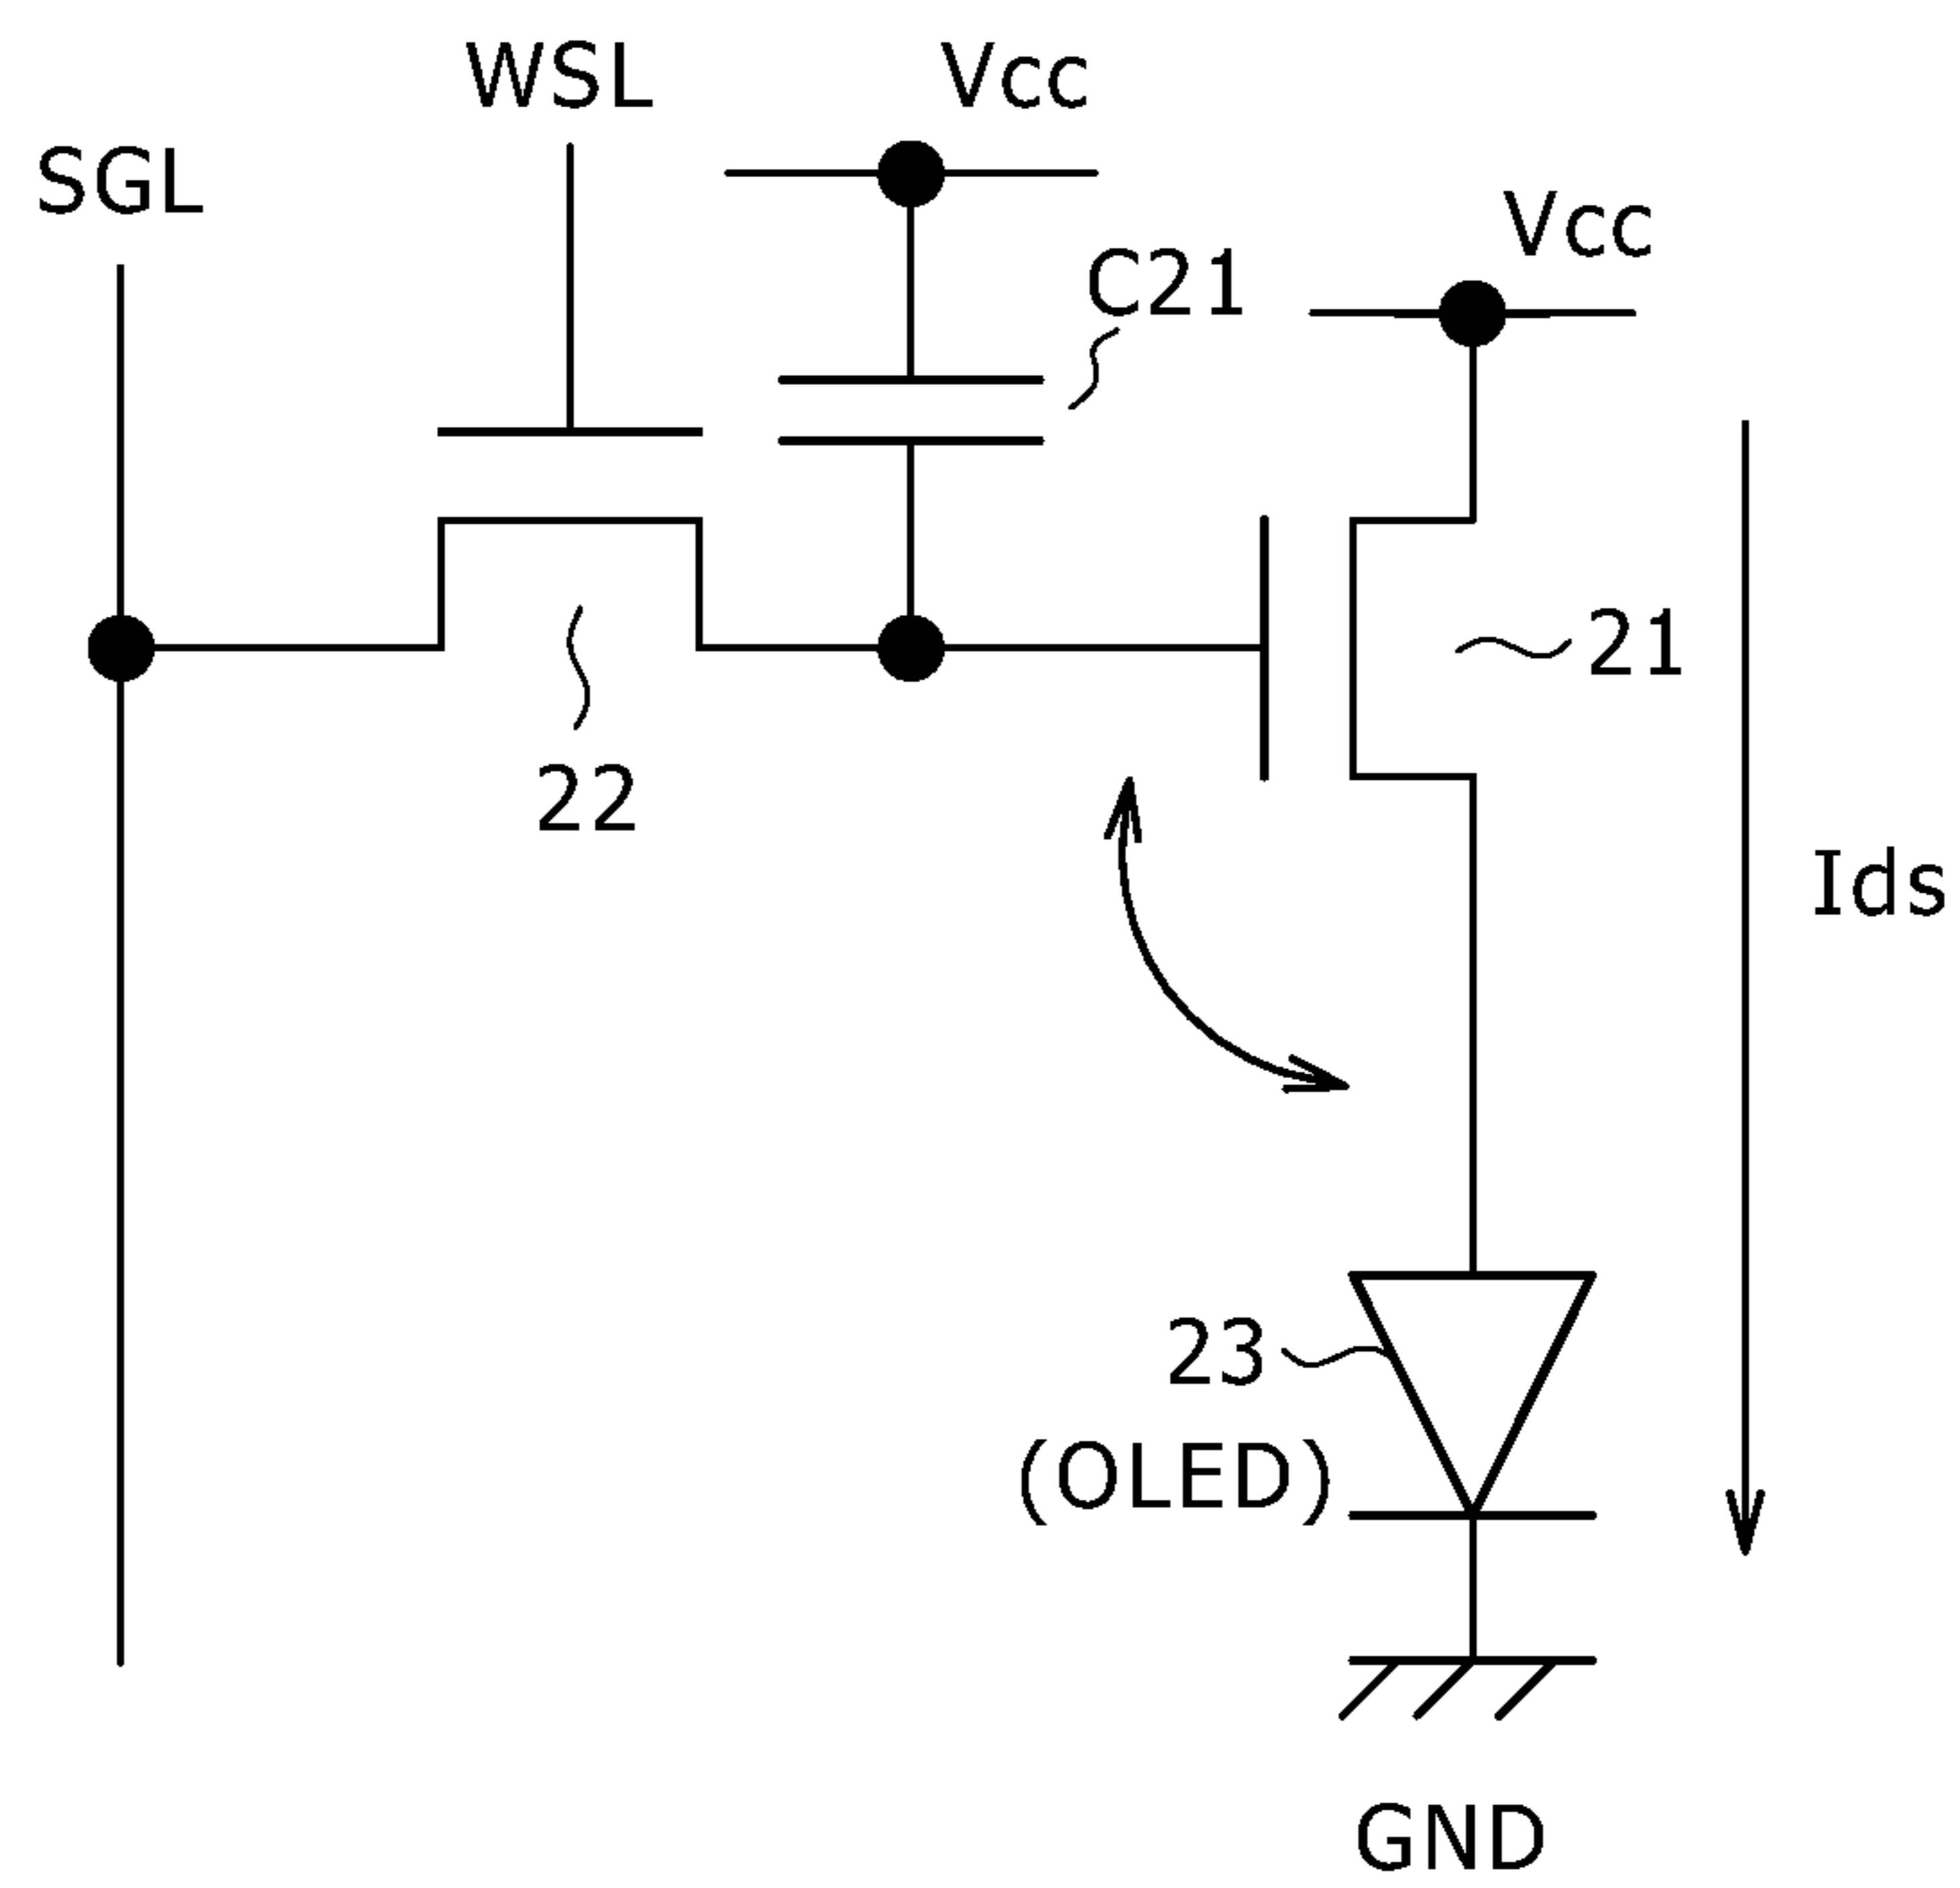 WSL
Vcc
SGL
Vcc
C21
21
22
Ids
23
(OLED)
GND